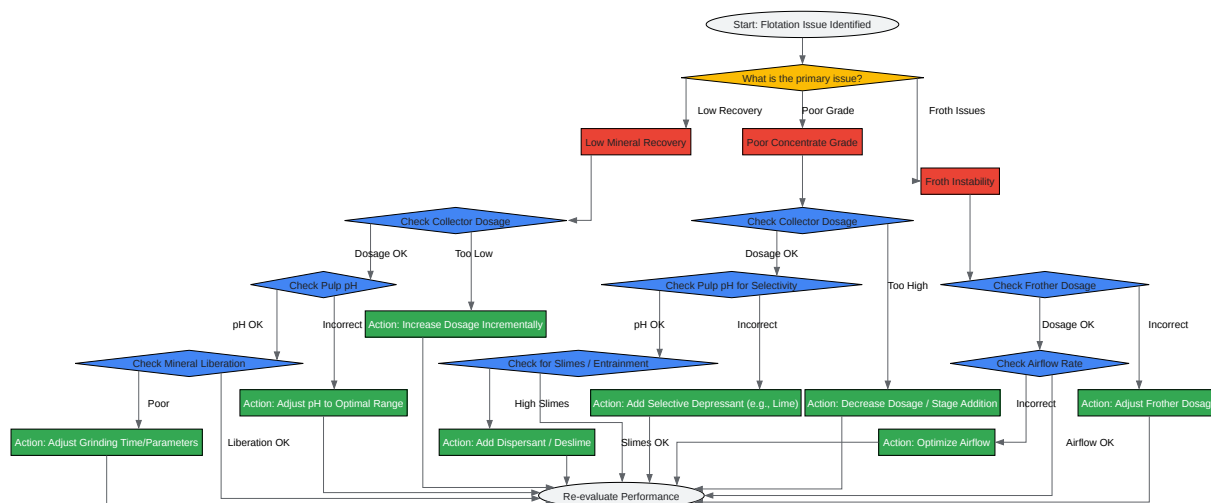 Start: Flotation Issue Identified
What is the primary issue?
Low Recovery
Poor Grade
Froth Issues
Low Mineral Recovery
Poor Concentrate Grade
Froth Instability
Check Collector Dosage
Check Collector Dosage
Dosage OK
Too Low
Dosage OK
Check Pulp pH
Check Pulp pH for Selectivity
Too High
Check Frother Dosage
pH OK
Incorrect
Action: Increase Dosage Incrementally
pH OK
Incorrect
Dosage OK
Incorrect
Check Mineral Liberation
Check for Slimes / Entrainment
Check Airflow Rate
Poor
Action: Adjust pH to Optimal Range
High Slimes
Action: Add Selective Depressant (e.g., Lime)
Action: Decrease Dosage / Stage Addition
Incorrect
Action: Adjust Frother Dosag
Action: Adjust Grinding Time/Parameters
Liberation OK
Action: Add Dispersant / Deslime
Slimes OK
Action: Optimize Airflow
Airflow OK
Re-evaluate Performance